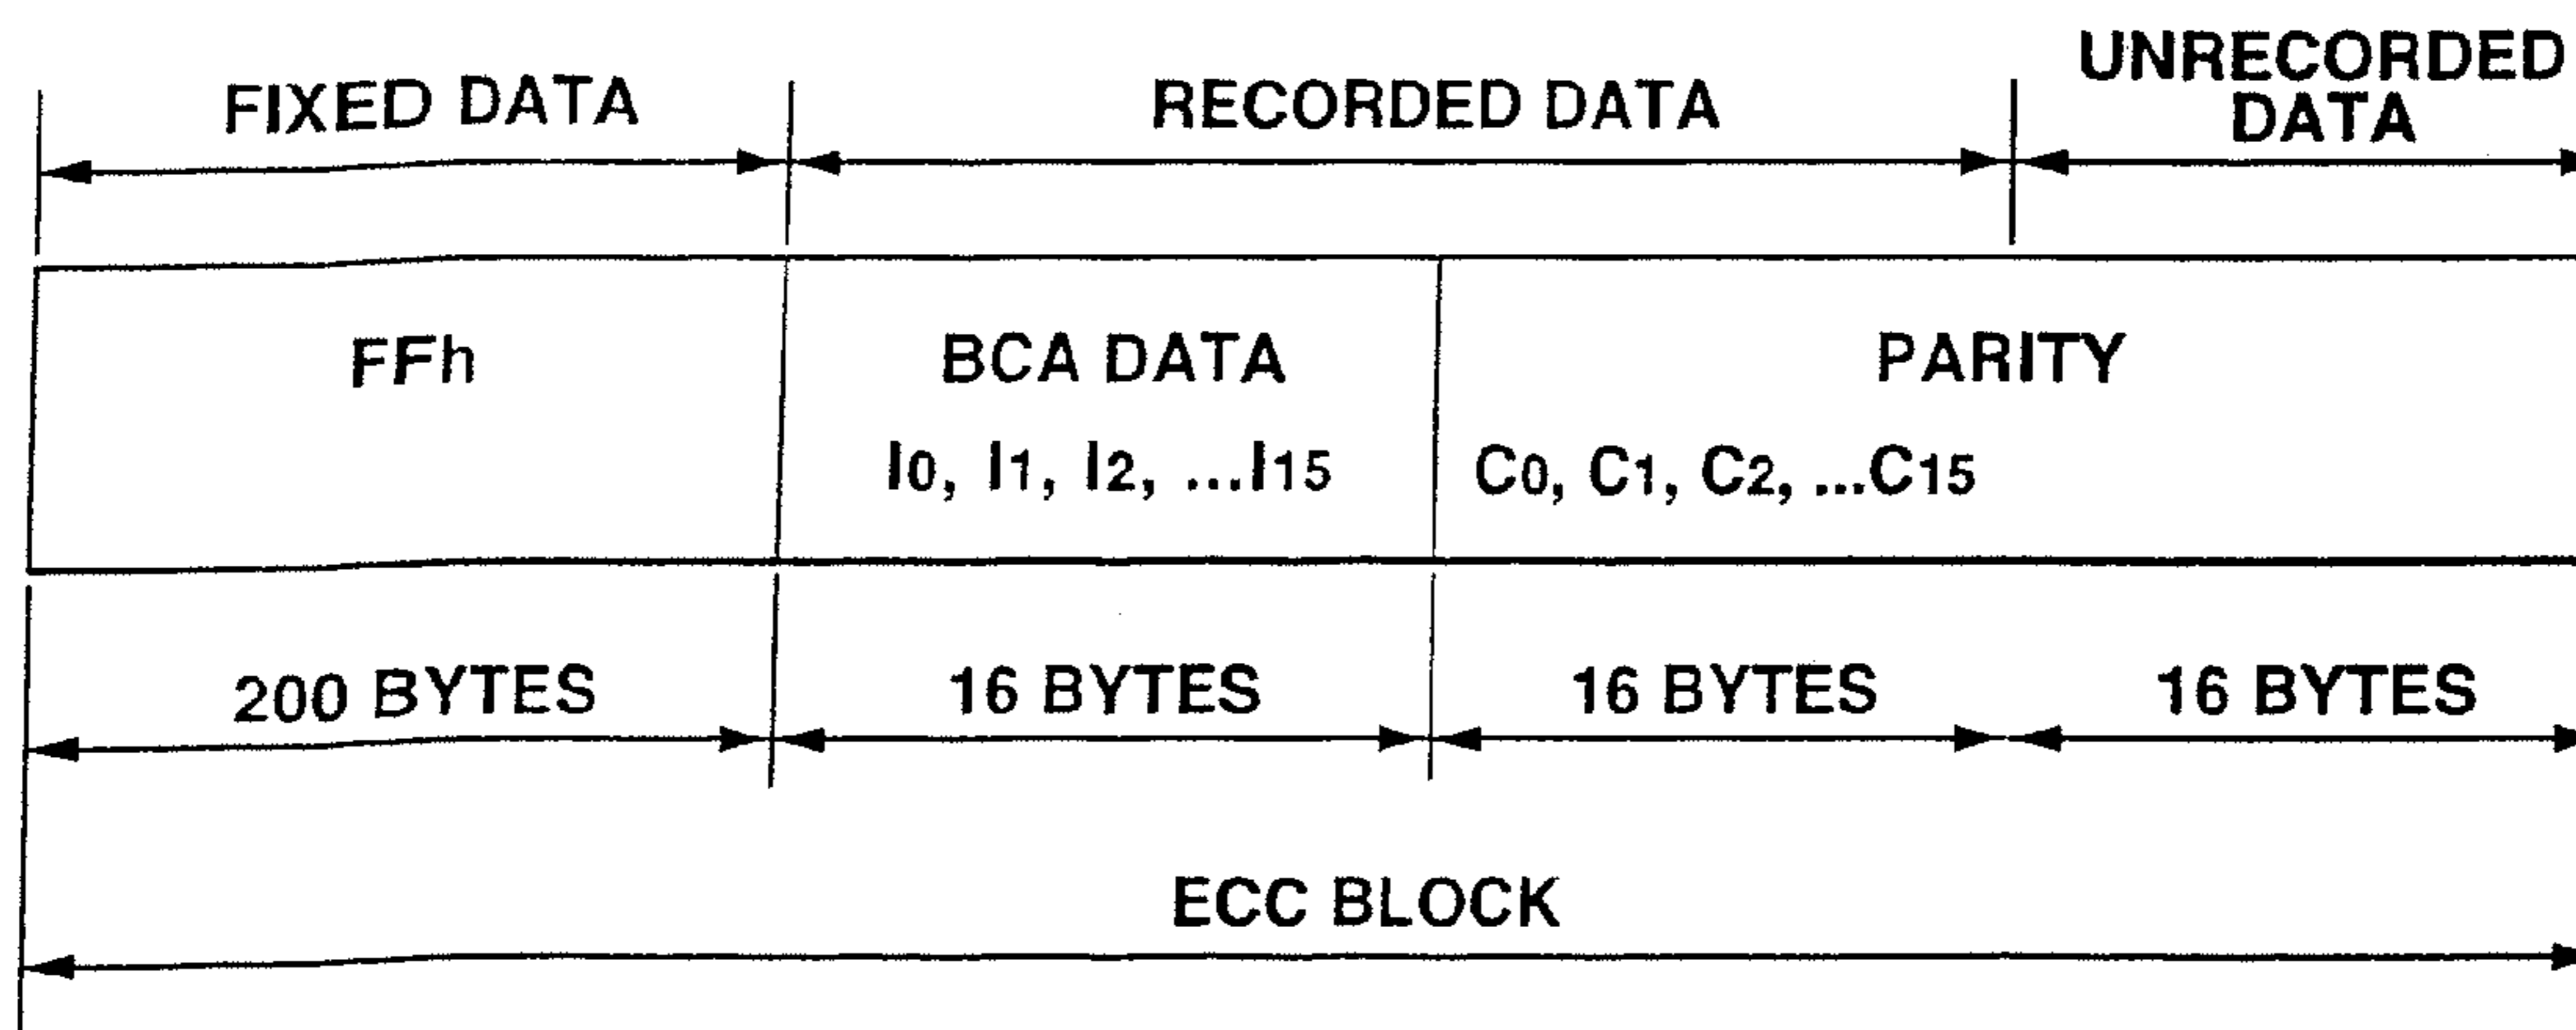 FIXED DATA
RECORDED DATA
UNRECORDED
DATA
FFh
BCA DATA
PARITY
I0, I1, I2, ...I15
C0, C1, C2, ...C15
200 BYTES
16 BYTES
16 BYTES
16 BYTES
ECC BLOCK